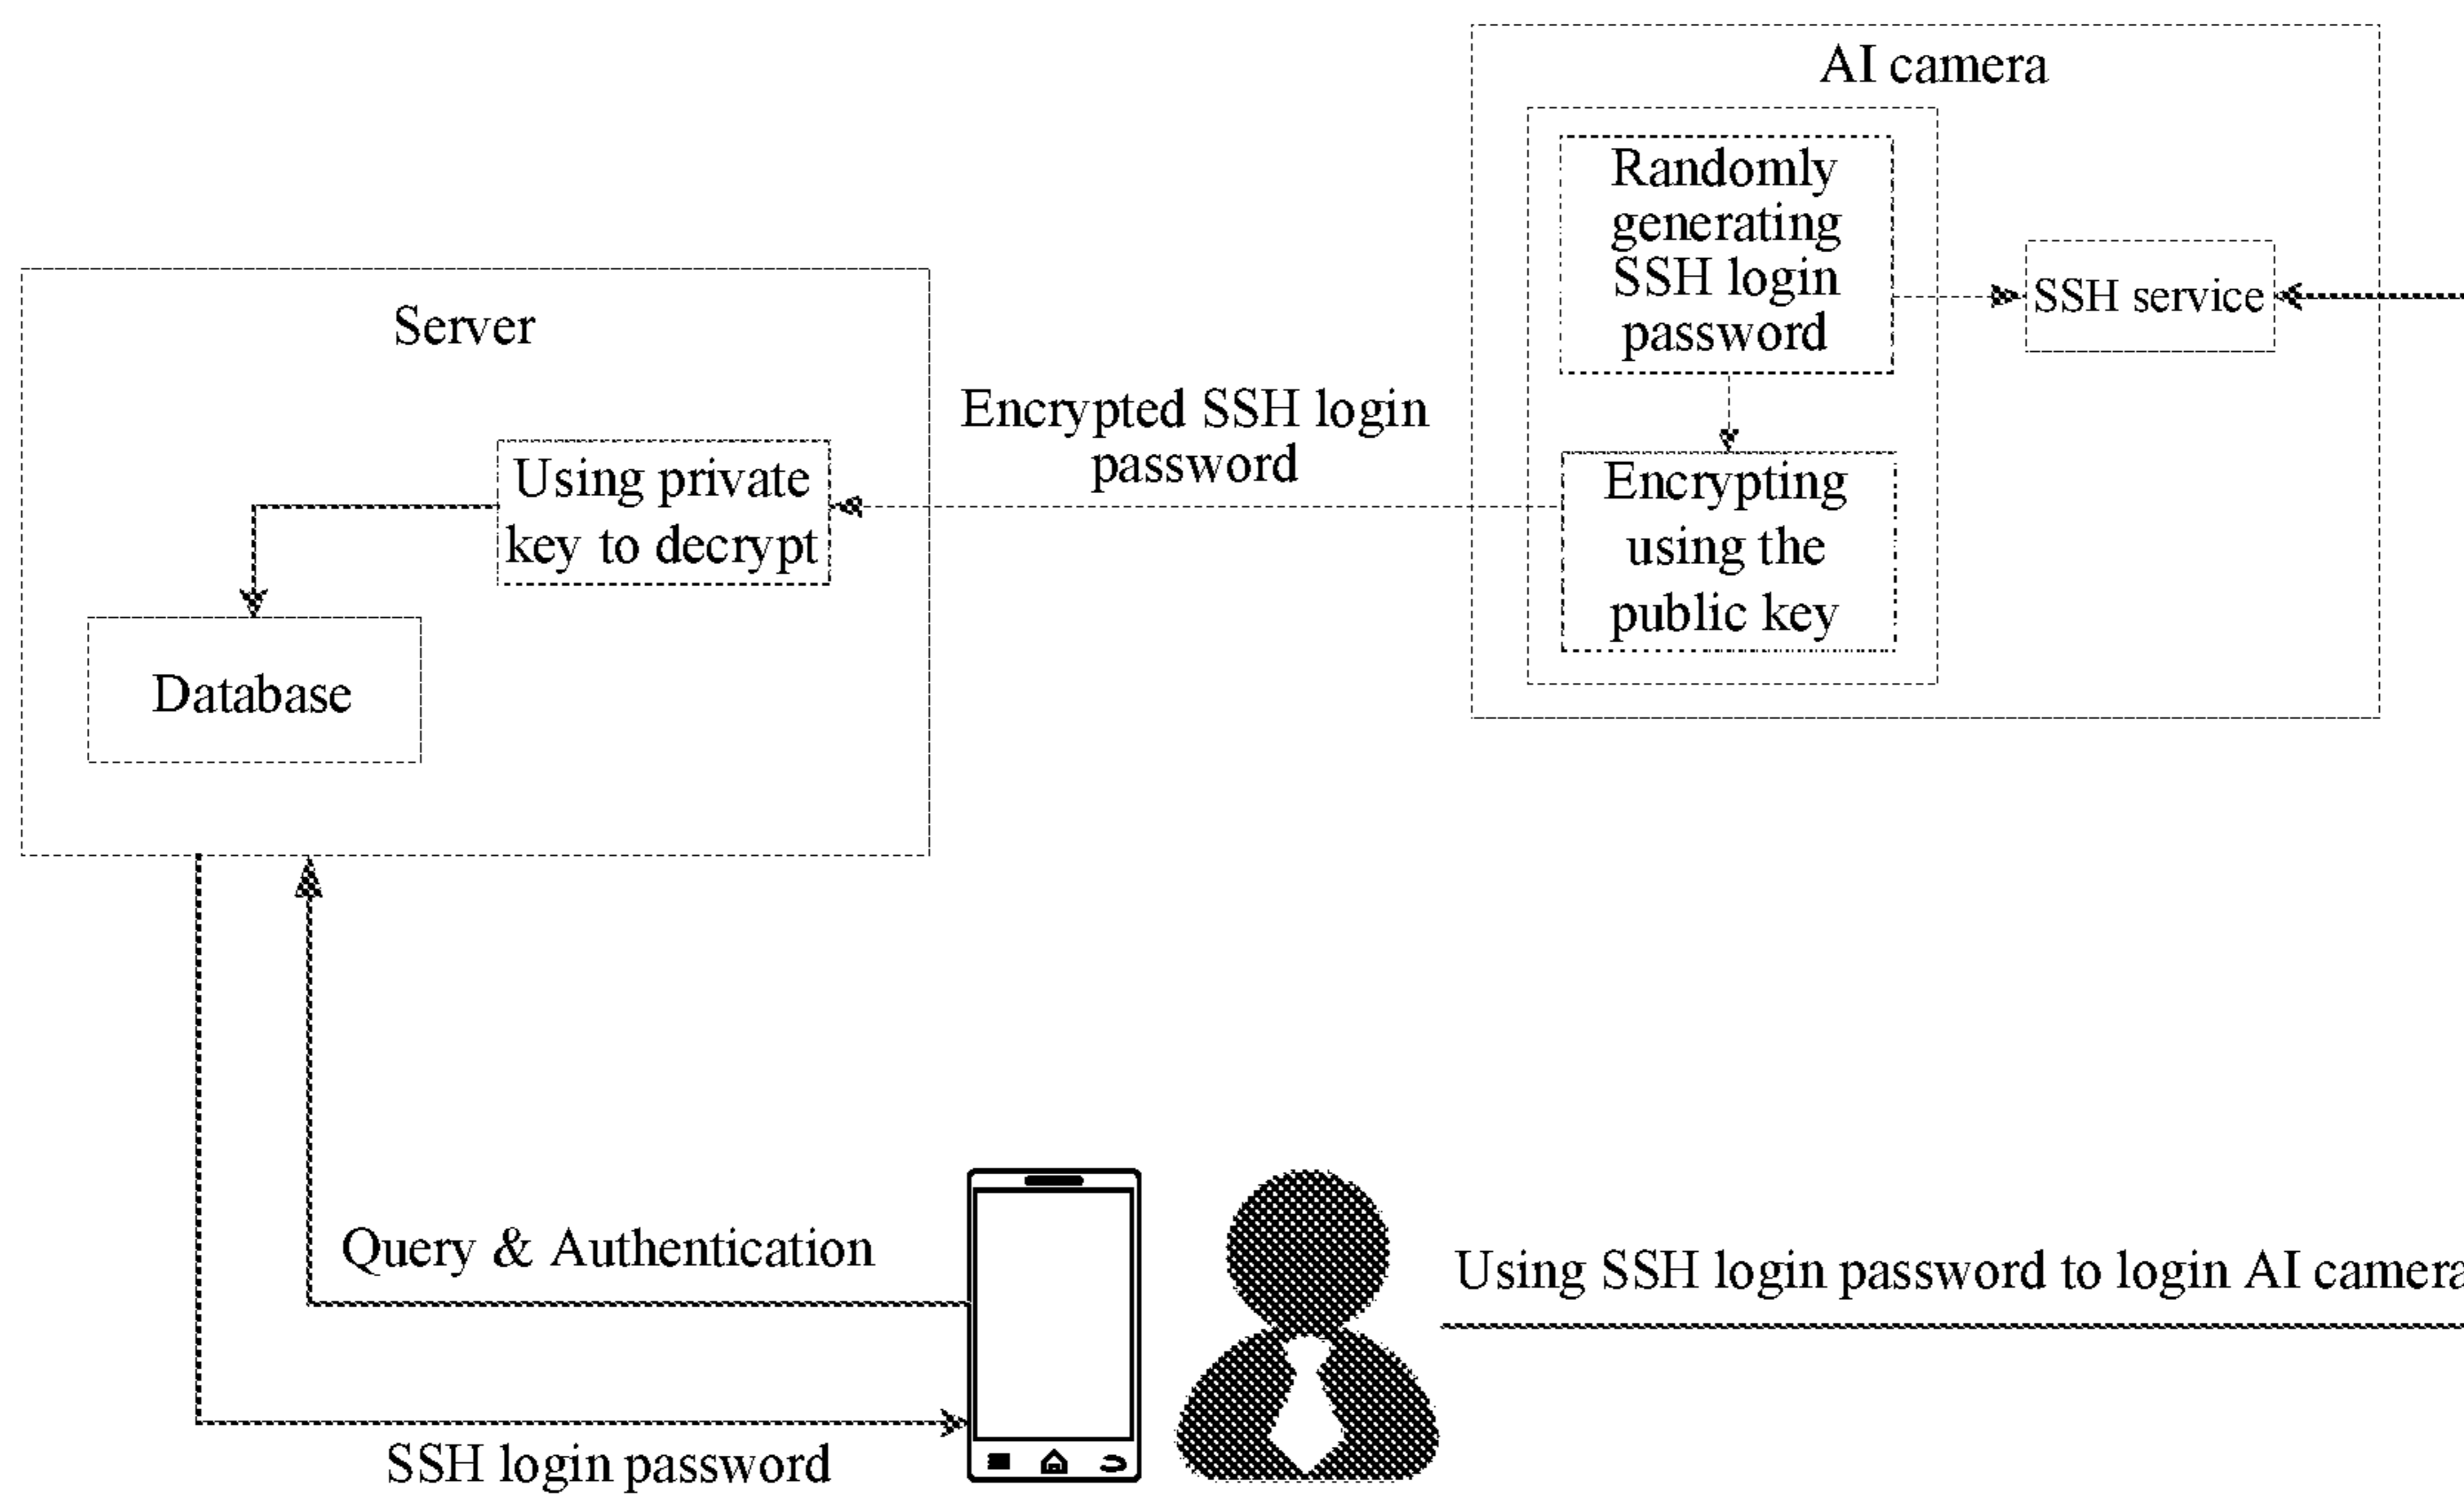 AI camera
Randomly
generating
SSH login
password
SSH service
Server
Encrypted SSH login
password
Using private
key to decrypt
Encrypting
using the
public key
Database
Query & Authentication
Using SSH login password to login AI camera
SSH login password